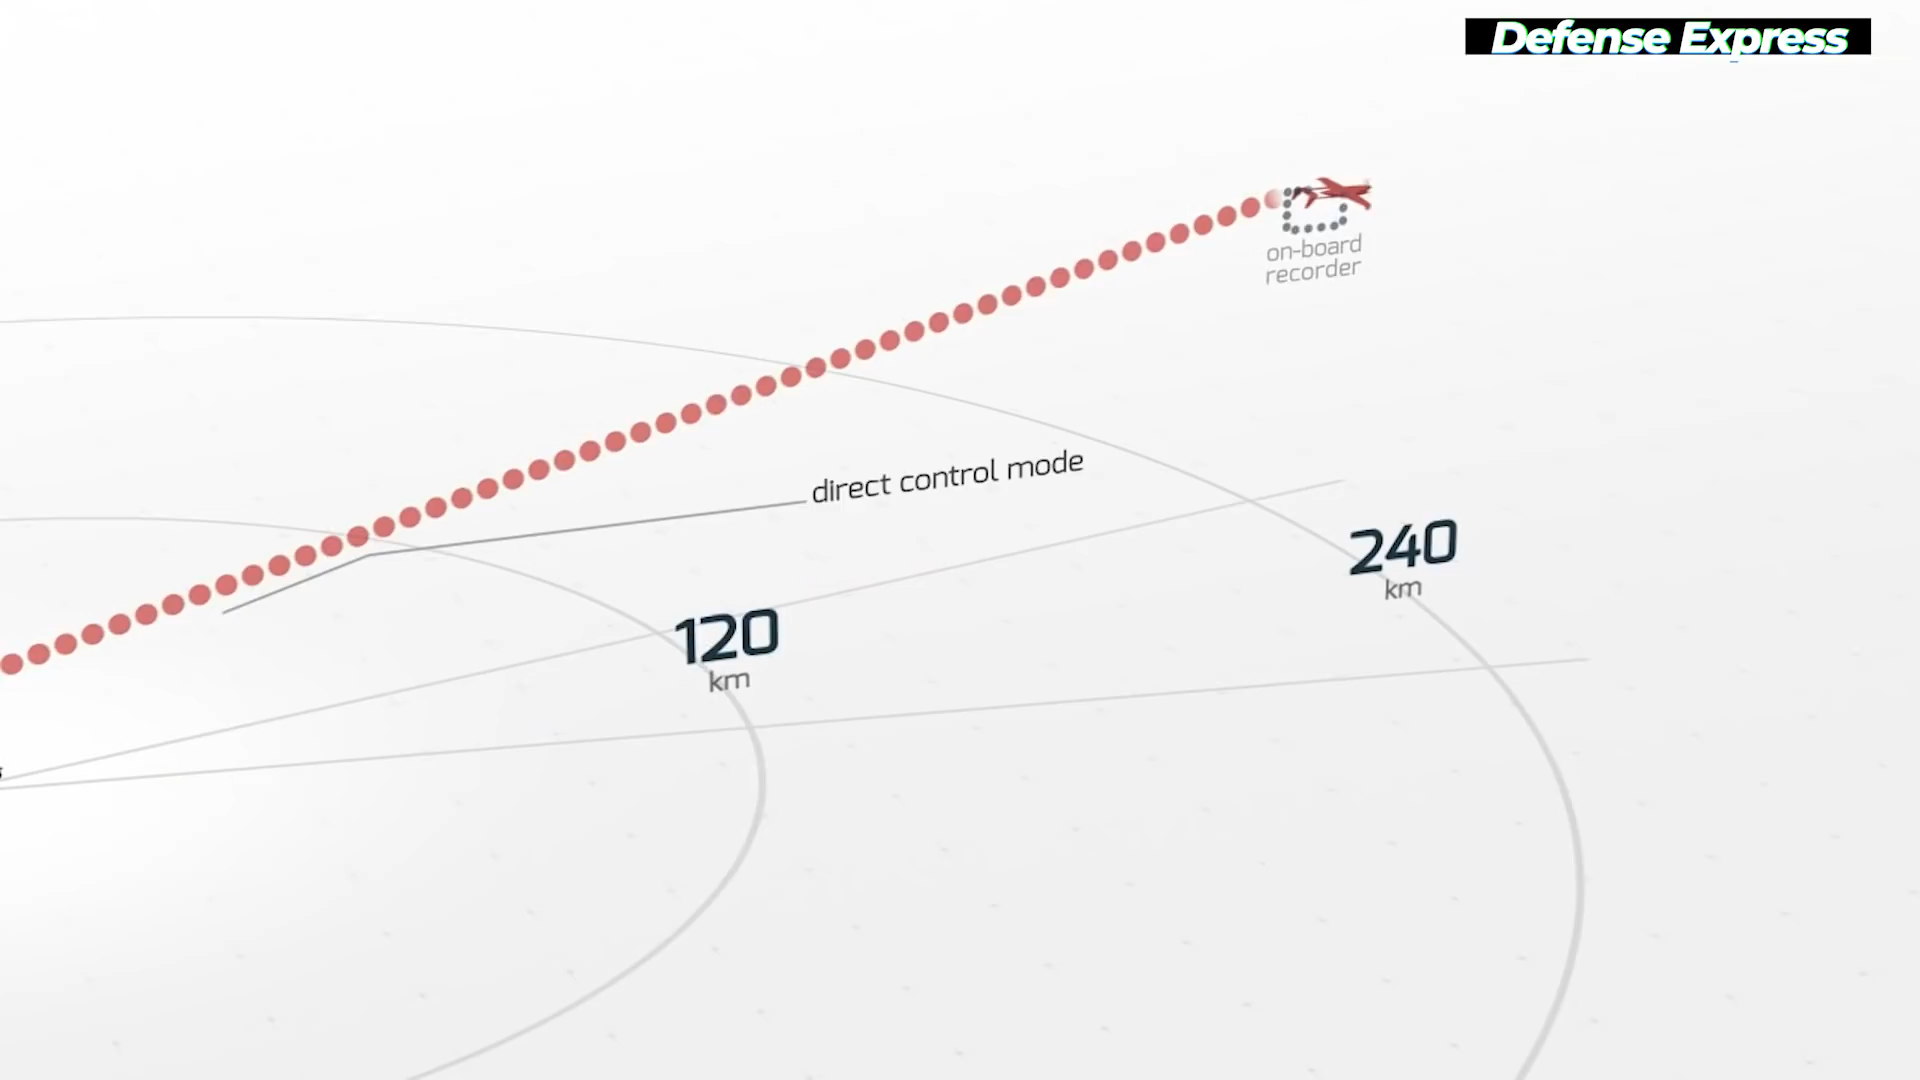 Defense Express
on-board
recorder
direct control mode
240
km
120
km